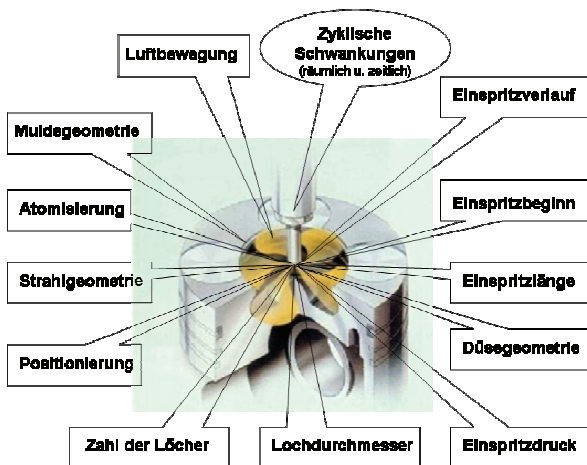 Zyklische
Schwankungen
(räumlich u. zeitlich)
Luftbewegung
Einspritzverlauf
Muldegeometrie
Atomisierung
Einspritzbeginn
Strahlgeometrie
Einspritzlänge
Positionierung
Düsegeometrie
Zahl der Löcher
Lochdurchmesser
Einspritzdruck